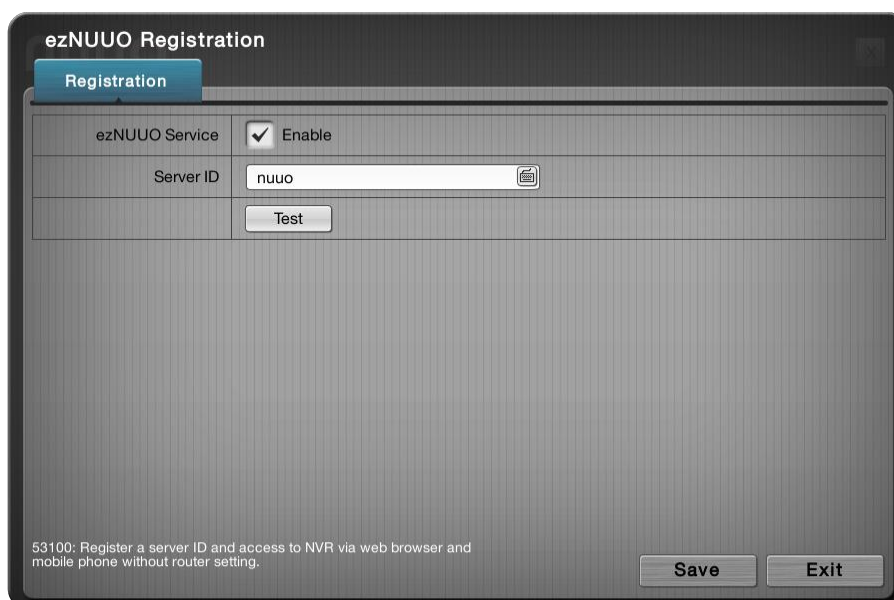 ezNUUO Registration
Registration
ezNUUO Service Enable
Server ID nuuo
Test
53100: Register a server ID and access to NVR via web browser and
mobile phone without router setting.
Save Exit